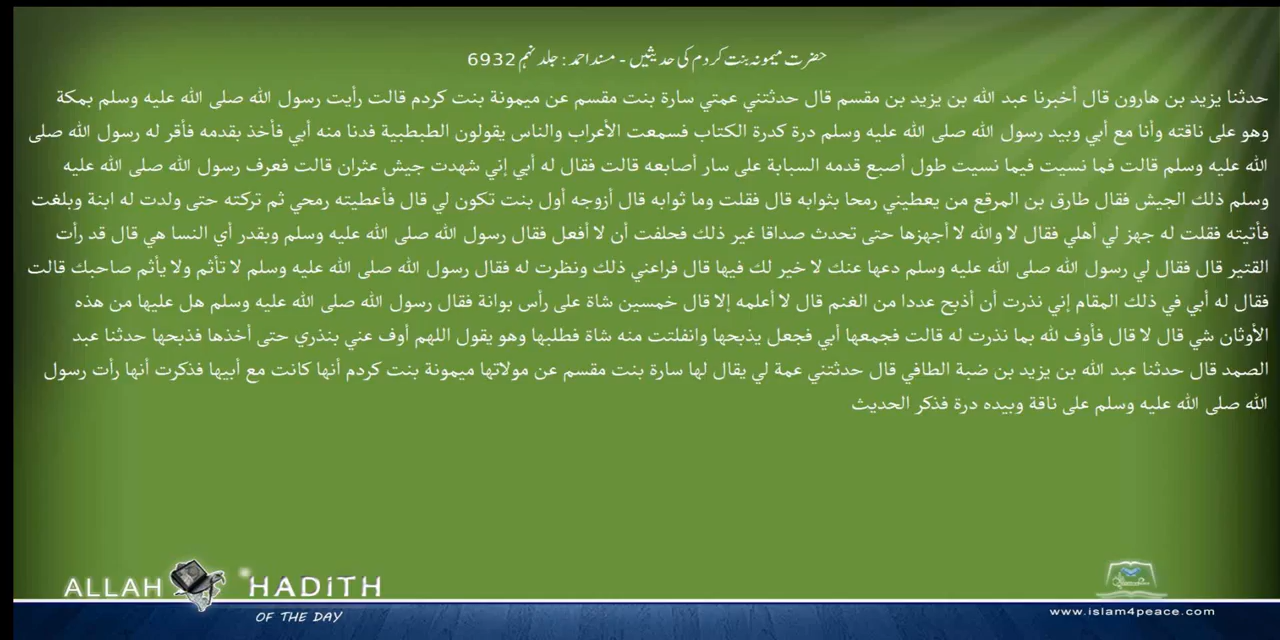 حضرت میمونہ بنت کردم کی حدیثیں - مسند احمد : جلد نہم 6932
حدثنا يزيد بن هارون قال أخبرنا عبد الله بن يزيد بن مقسم قال حدثتني عمتي سارة بنت مقسم عن ميمونة بنت كردم قالت رأيت رسول الله صلى الله عليه وسلم بمكة
وهو على ناقته وأنا مع أبي وبيد رسول الله صلى الله عليه وسلم درة كدرة الكتاب فسمعت الأعراب والناس يقولون الطبطبية فدنا منه أبي فأخذ بقدمه فأقر له رسول الله صلى
الله عليه وسلم قالت فما نسيت فيما نسيت طول أصبع قدمه السبابة على سار أصابعه قالت فقال له أبي إني شهدت جيش عثران قالت فعرف رسول الله صلى الله عليه
وسلم ذلك الجيش فقال طارق بن المرقع من يعطيني رمحا بثوابه قال فقلت وما ثوابه قال أزوجه أول بنت تكون لي قال فأعطيته رمحي ثم تركته حتى ولدت له ابنة وبلغت
فأتيته فقلت له جهز لي أهلي فقال لا والله لا أجهزها حتى تحدث صداقا غير ذلك فحلفت أن لا أفعل فقال رسول الله صلى الله عليه وسلم وبقدر أي النسا هي قال قد رأت
القتير قال فقال لي رسول الله صلى الله عليه وسلم دعها عنك لا خير لك فيها قال فراعني ذلك ونظرت له فقال رسول الله صلى الله عليه وسلم لا تأثم ولا يأثم صاحبك قالت
فقال له أبي في ذلك المقام إني نذرت أن أذبح عددا من الغنم قال لا أعلمه إلا قال خمسين شاة على رأس بوانة فقال رسول الله صلى الله عليه وسلم هل عليها من هذه
الأوثان شي قال لا قال فأوف لله بما نذرت له قالت فجمعها أبي فجعل يذبحها وانفلتت منه شاة فطلبها وهو يقول اللهم أوف عني بنذري حتى أخذها فذبحها حدثنا عبد
الصمد قال حدثنا عبد الله بن يزيد بن ضبة الطافي قال حدثتني عمة لي يقال لها سارة بنت مقسم عن مولاتها ميمونة بنت كردم أنها كانت مع أبيها فذكرت أنها رأت رسول
الله صلى الله عليه وسلم على ناقة وبيده درة فذكر الحديث
ALLAH HADITH
OF THE DAY
www.islam4peace.com